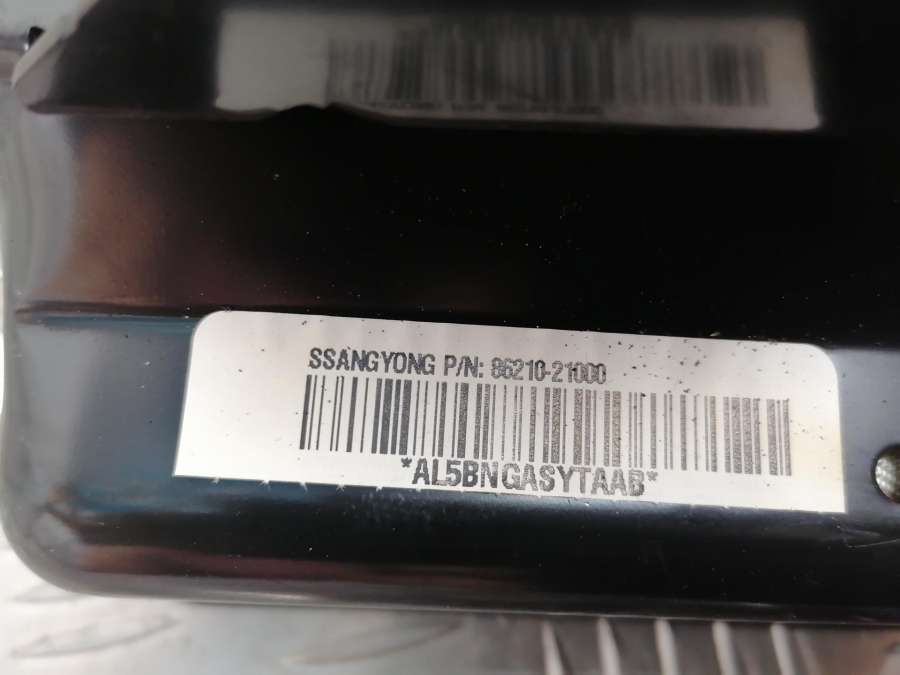 SSANGYONG P/N: 86210-21000
*AL5BNGASYTAAB*